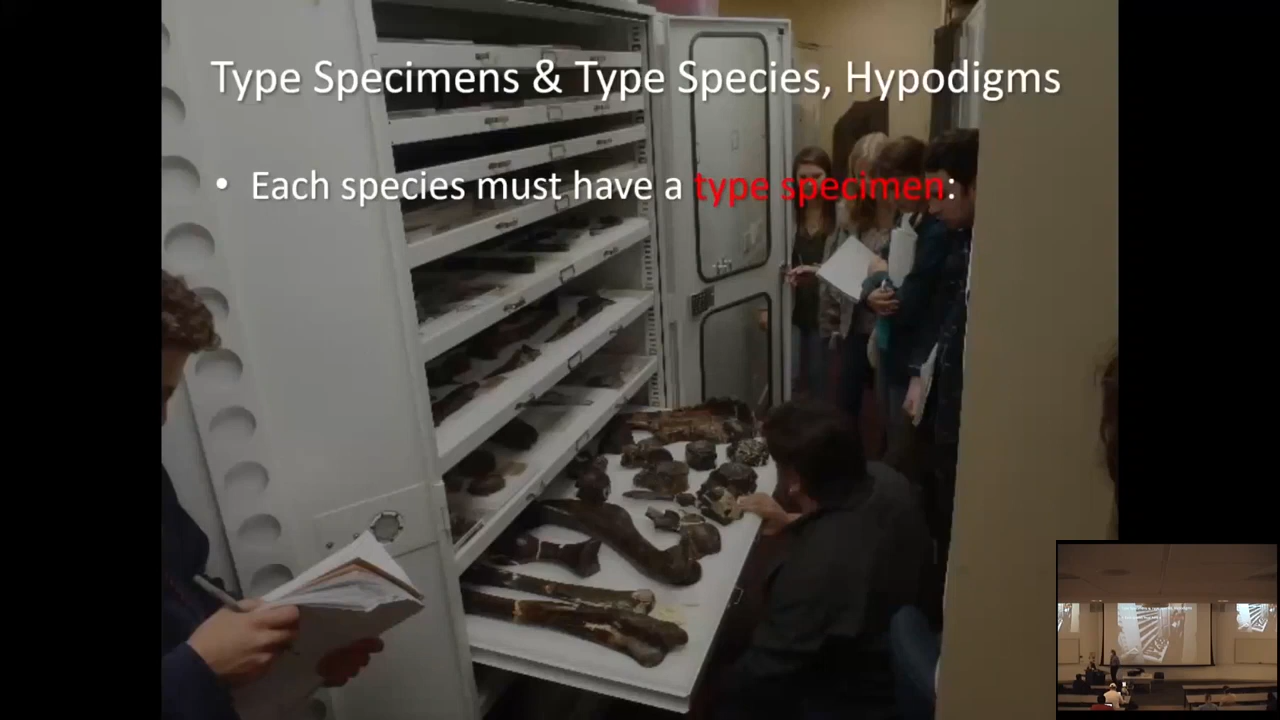 Type Specimens & Type Species, Hypodigms
• Each species must have a type specimen: